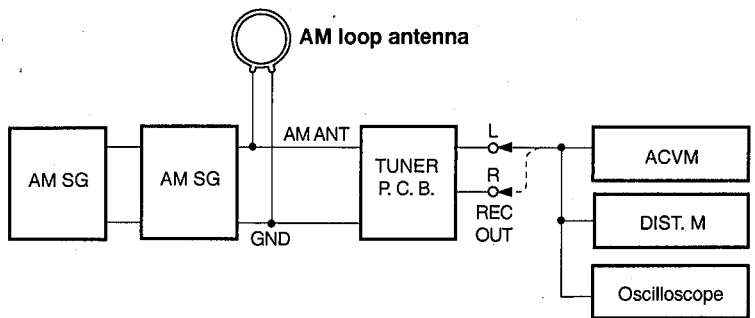 AM loop antenna
AM SG
AM SG
AM ANT
GND
TUNER
P. C. B.
L
R
REC
OUT
ACVM
DIST. M
Oscilloscope